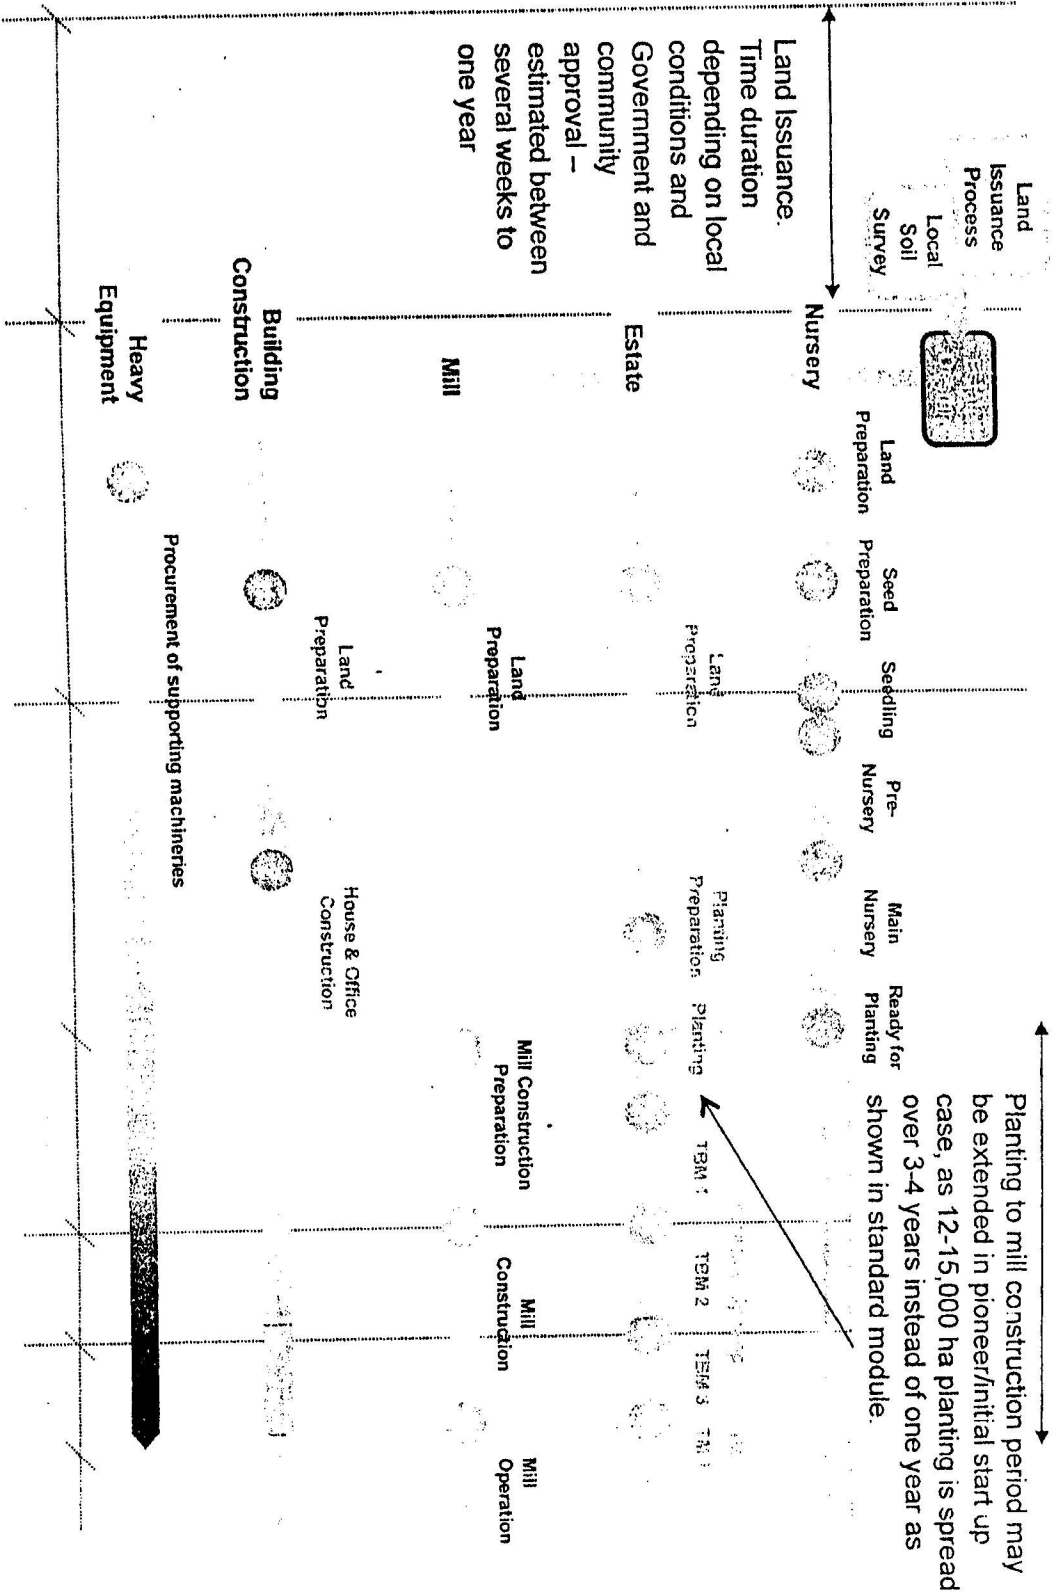 Land
Issuance
Process
Local
Soil
Survey
Land Issuance.
Time duration
depending on local
conditions and
Government and
community
approval –
estimated between
several weeks to
one year
Planting to mill construction period may
be extended in pioneer/initial start up
case, as 12-15,000 ha planting is spread
over 3-4 years instead of one year as
shown in standard module.
Nursery
Land
Preparation
Seed
Preparation
Seedling
Pre-
Nursery
Main
Nursery
Ready for
Planting
Estate
Land
Preparation
Planting
Preparation
Planting
TBM 1
TBM 2
TBM 3
Mill
Land
Preparation
Mill Construction
Preparation
Mill
Construction
Mill
Operation
Building
Construction
Land
Preparation
House & Office
Construction
Heavy
Equipment
Procurement of supporting machineries